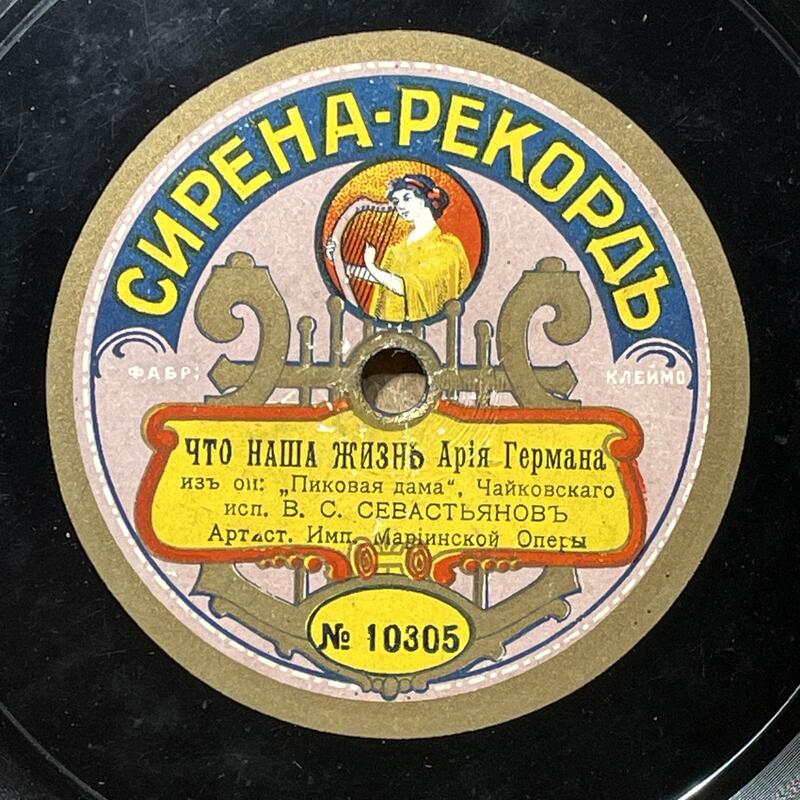 СИРЕНА-РЕКОРДЪ
ФАБР:
КЛЕЙМО
ЧТО НАША ЖИЗНЬ Арія Германа
изъ оп: „Пиковая дама“, Чайковскаго
исп. В. С. СЕВАСТЬЯНОВЪ
Артист. Имп. Маріинской Оперы
№ 10305